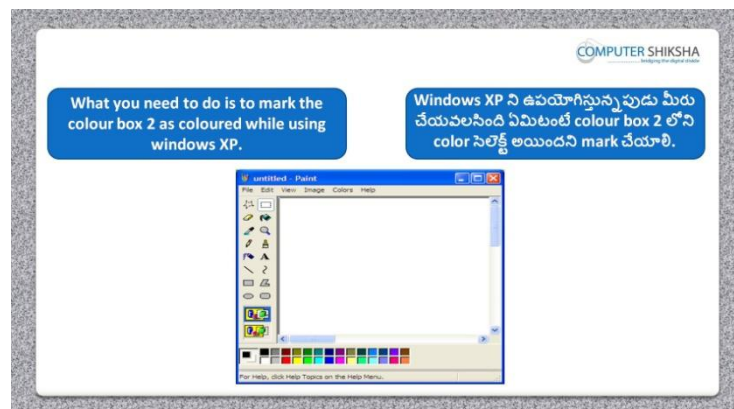 COMPUTER SHIKSHA
bridging the digital divide
What you need to do is to mark the
colour box 2 as coloured while using
windows XP.
Windows XP ని ఉపయోగిస్తున్నపుడు మీరు
చేయవలసింది ఏమిటంటే colour box 2 లోని
color సెలెక్ట్ అయిందని mark చేయాలి.
untitled - Paint
File Edit View Image Colors Help
A
For Help, click Help Topics on the Help Menu.